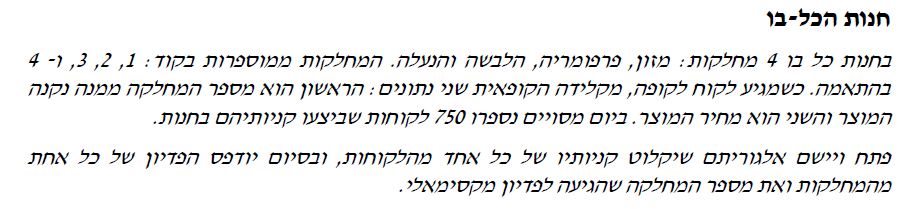 חנות הכל-בו
בחנות כל בו 4 מחלקות: מזון, פרפומריה, הלבשה והנעלה. המחלקות ממוספרות בקוד: 1, 2, 3, ו- 4
בהתאמה. כשמגיע לקוח לקופה, מקלידה הקופאית שני נתונים: הראשון הוא מספר המחלקה ממנה נקנה
המוצר והשני הוא מחיר המוצר. ביום מסויים נספרו 750 לקוחות שביצעו קניותיהם בחנות.
פתח ויישם אלגוריתם שיקלוט קניותיו של כל אחד מהלקוחות, ובסיום יודפס הפדיון של כל אחת
מהמחלקות ואת מספר המחלקה שהגיעה לפדיון מקסימאלי.